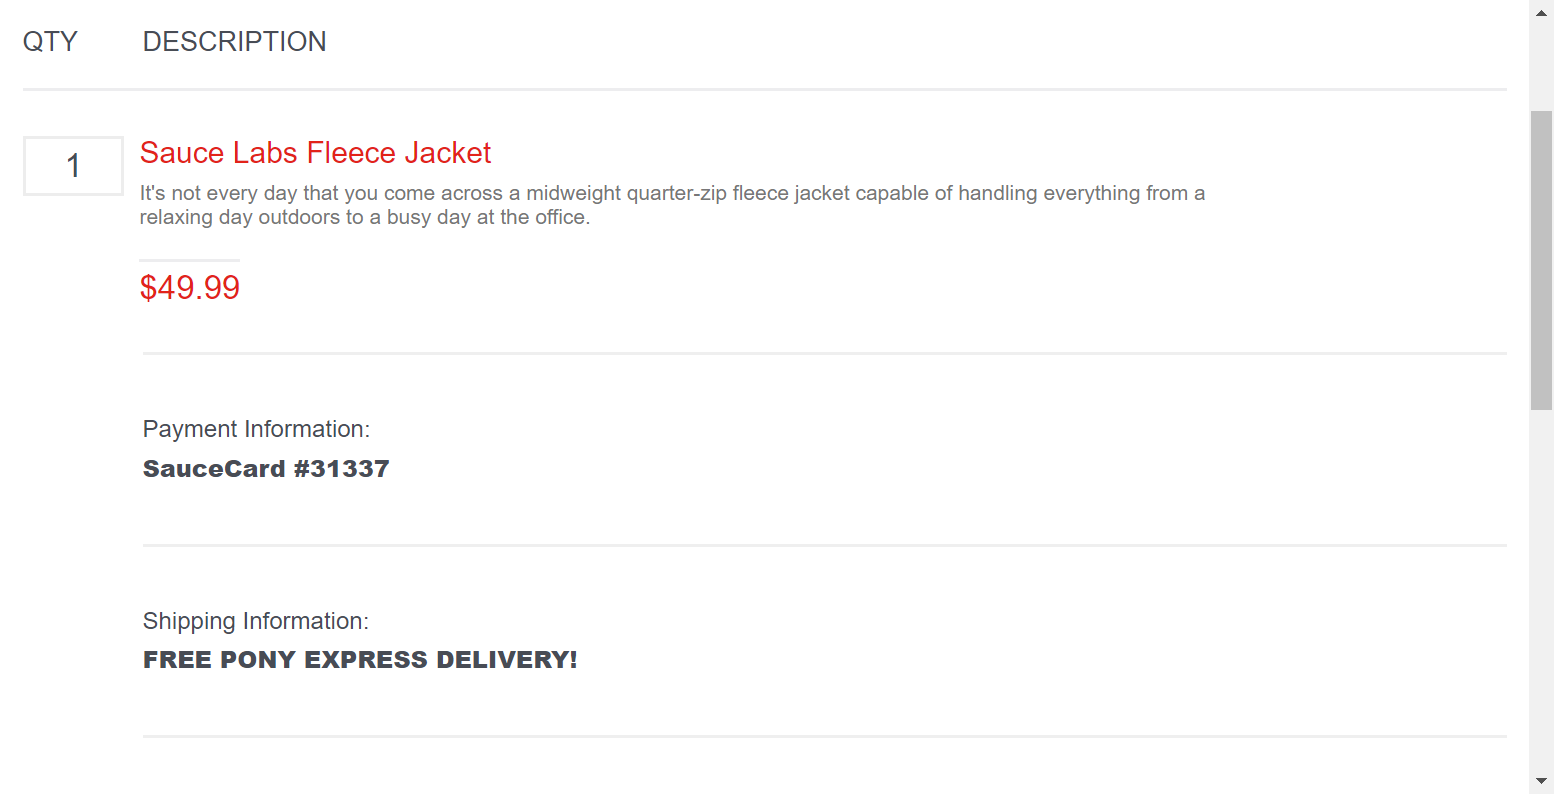 QTY DESCRIPTION
1 Sauce Labs Fleece Jacket
It's not every day that you come across a midweight quarter-zip fleece jacket capable of handling everything from a
relaxing day outdoors to a busy day at the office.
$49.99
Payment Information:
SauceCard #31337
Shipping Information:
FREE PONY EXPRESS DELIVERY!